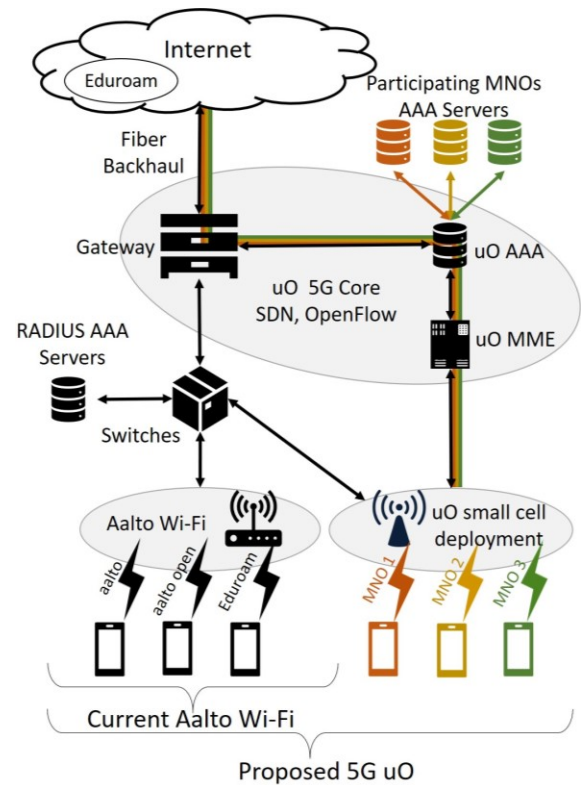 Internet
Eduroam
Participating MNOs
AAA Servers
Fiber
Backhaul
Gateway
uO AAA
uO 5G Core
SDN, OpenFlow
uO MME
RADIUS AAA
Servers
Switches
Aalto Wi-Fi
uO small cell
deployment
aalto
aalto open
Eduroam
MNO 1
MNO 2
MNO 3
Current Aalto Wi-Fi
Proposed 5G uO